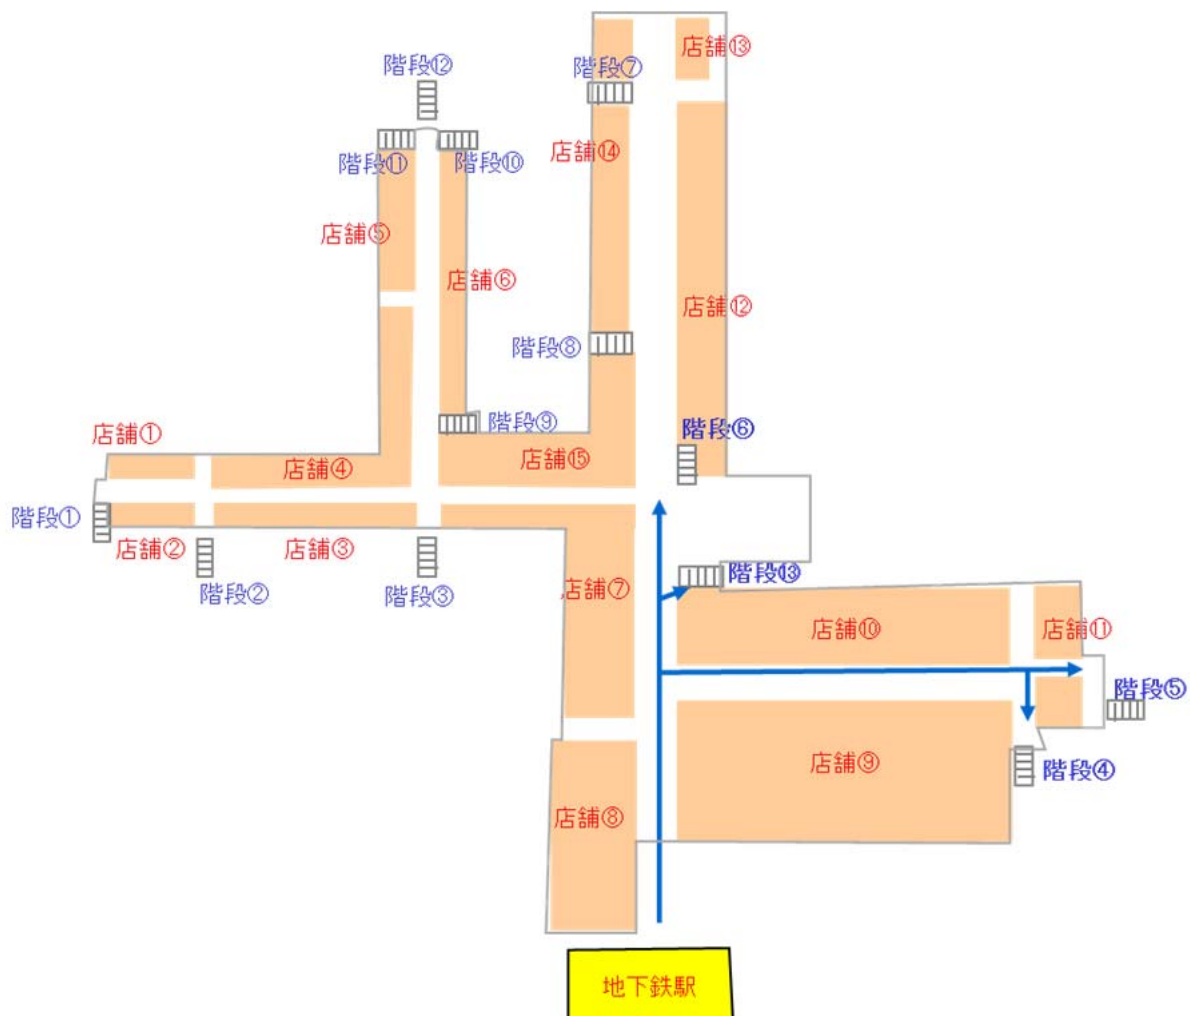 店舗⑬
階段⑫
階段⑦
店舗⑭
階段⑪
階段⑩
店舗⑤
店舗⑥
店舗⑫
階段⑧
階段⑨
階段⑥
店舗①
店舗④
店舗⑮
階段①
店舗②
店舗③
階段②
階段③
店舗⑦
階段⑬
店舗⑩
店舗⑪
階段⑤
店舗⑨
階段④
店舗⑧
地下鉄駅